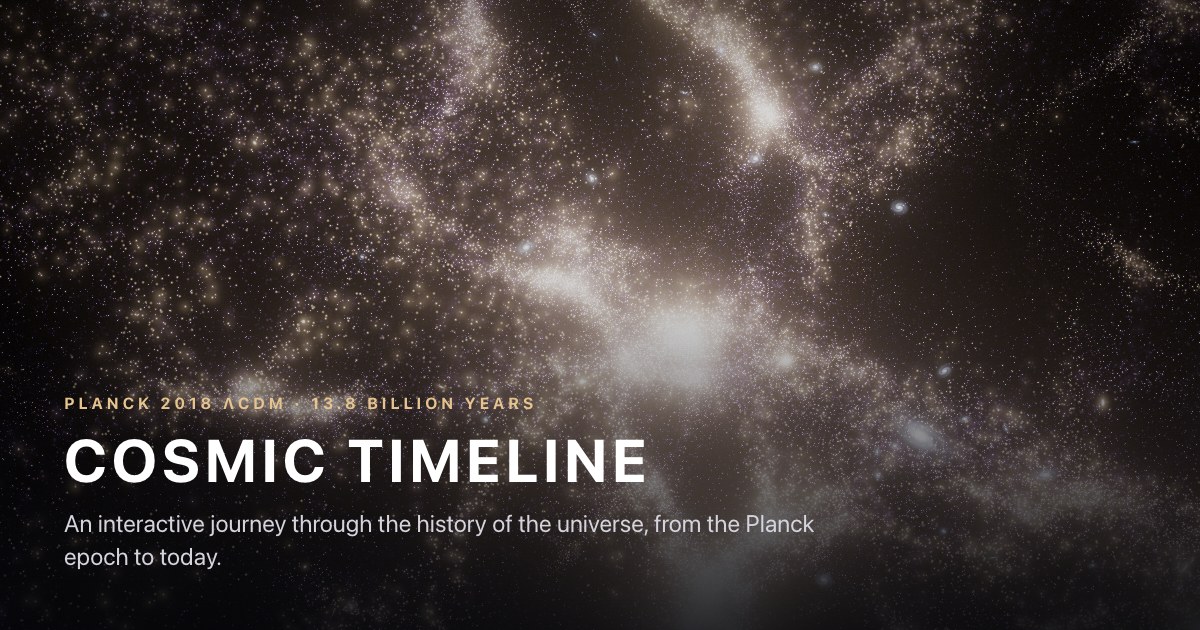 PLANCK 2018 ΛCDM · 13.8 BILLION YEARS
COSMIC TIMELINE
An interactive journey through the history of the universe, from the Planck
epoch to today.